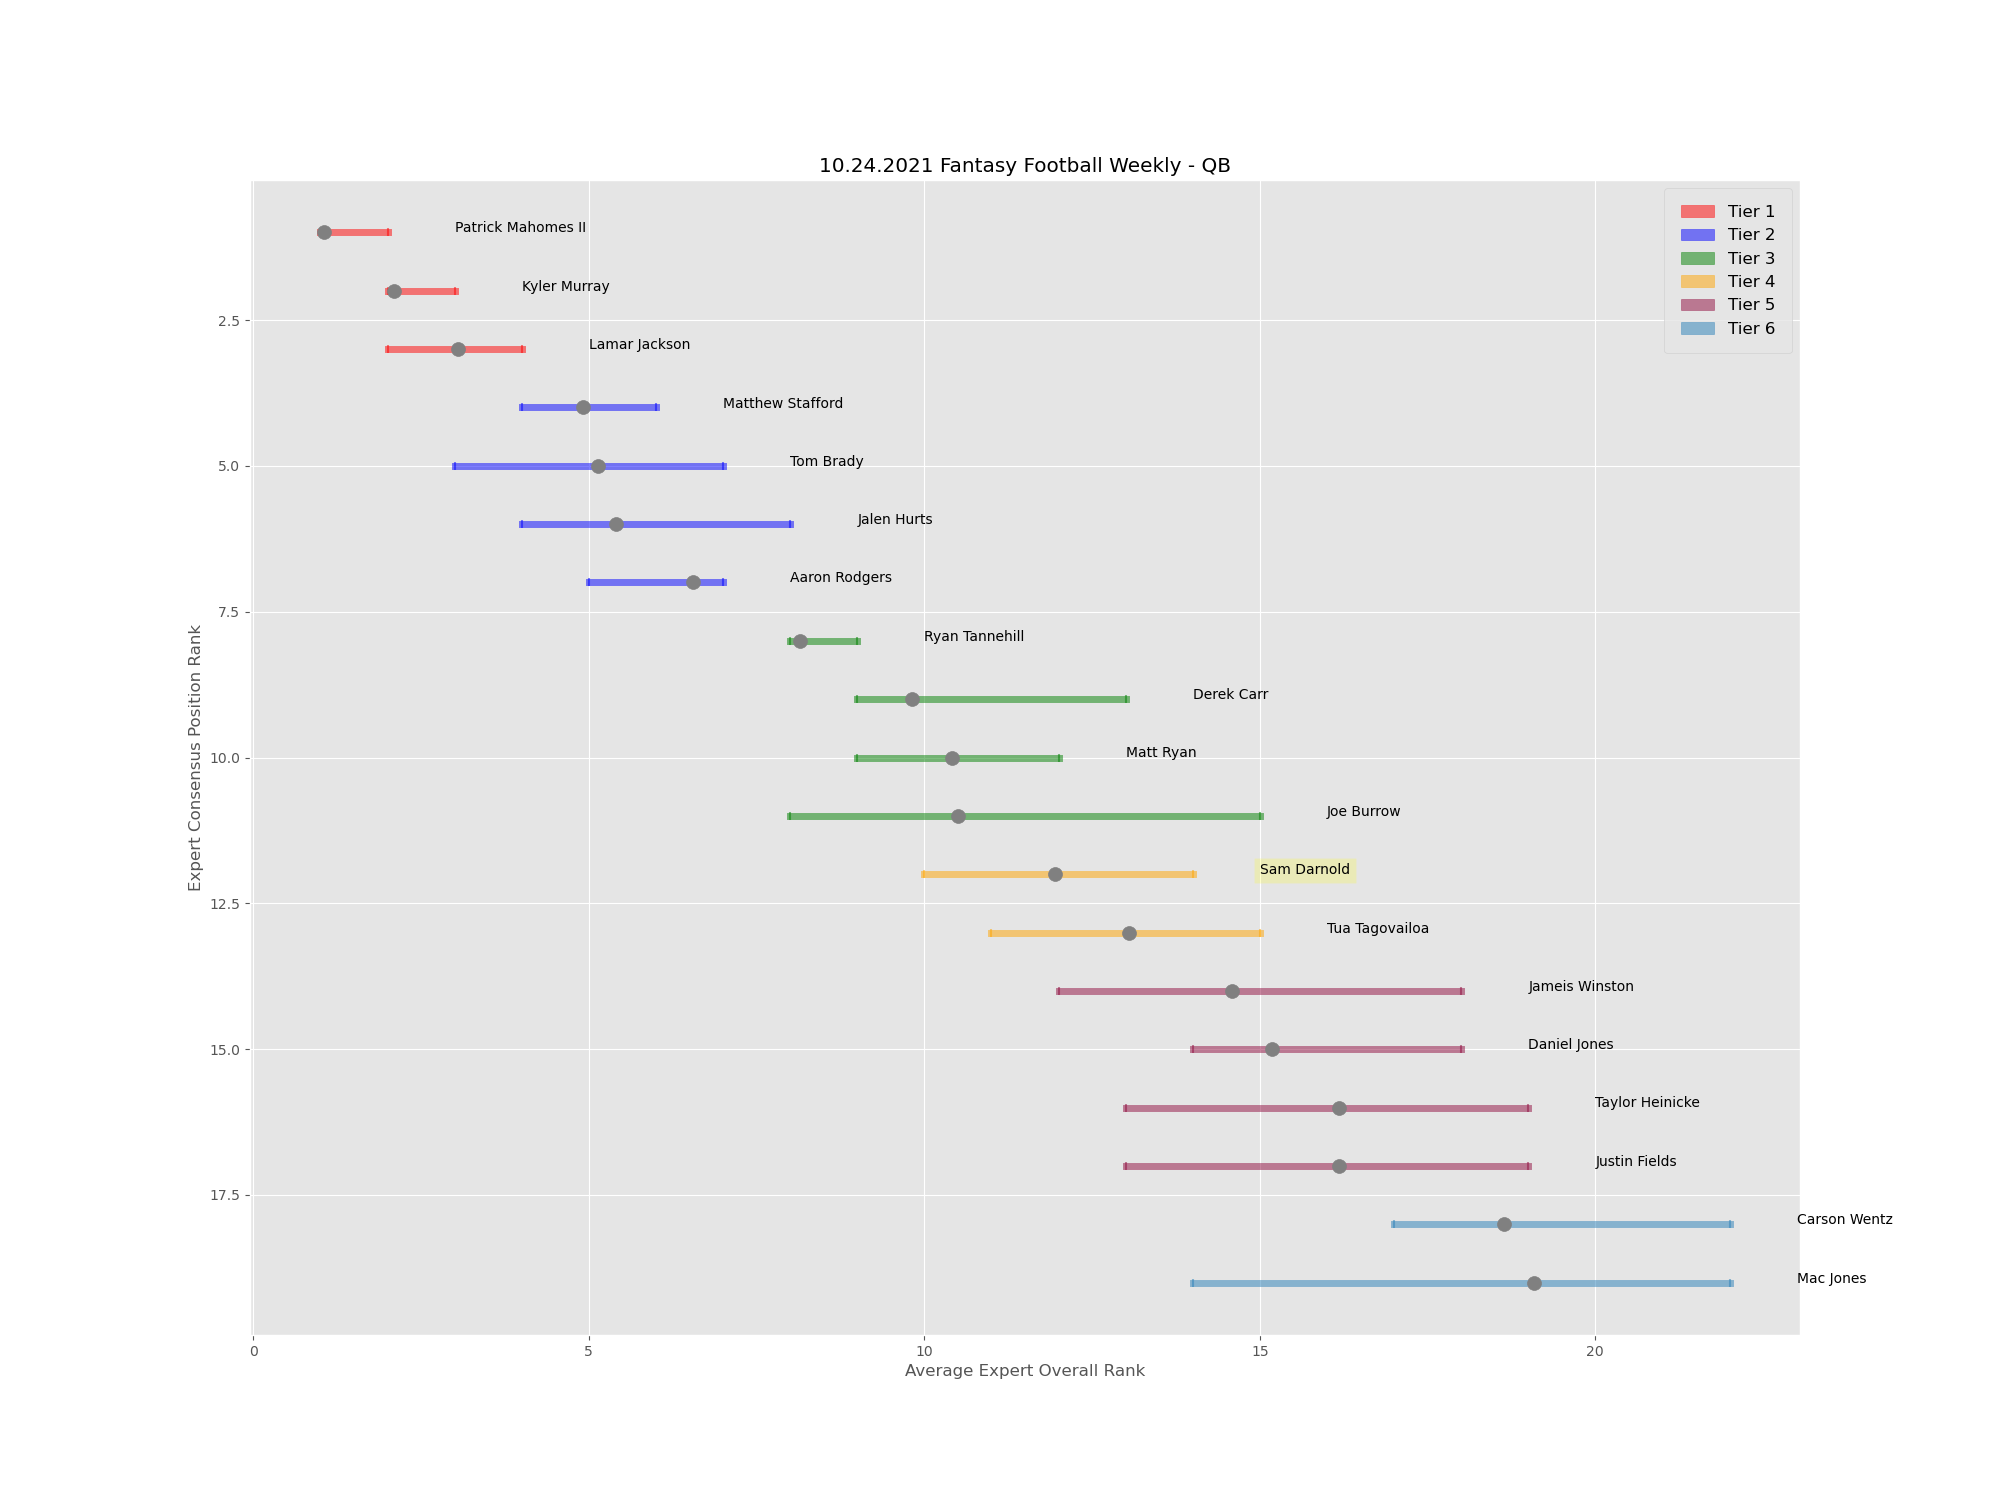 10.24.2021 Fantasy Football Weekly - QB
Tier 1
Tier 2
Tier 3
Tier 4
Tier 5
Tier 6
Patrick Mahomes II
Kyler Murray
2.5
Lamar Jackson
Matthew Stafford
5.0
Tom Brady
Jalen Hurts
Aaron Rodgers
7.5
Ryan Tannehill
Derek Carr
10.0
Matt Ryan
Joe Burrow
Sam Darnold
12.5
Tua Tagovailoa
Jameis Winston
15.0
Daniel Jones
Taylor Heinicke
Justin Fields
17.5
Carson Wentz
Mac Jones
Expert Consensus Position Rank
0
5
10
15
20
Average Expert Overall Rank